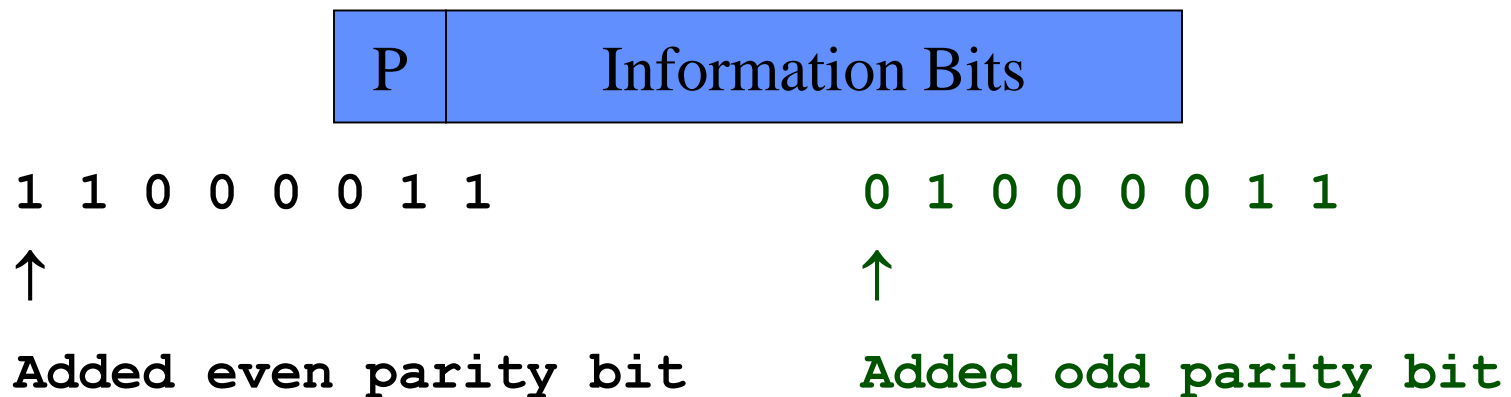 P Information Bits
1 1 0 0 0 0 1 1 0 1 0 0 0 0 1 1
↑ ↑
Added even parity bit Added odd parity bit